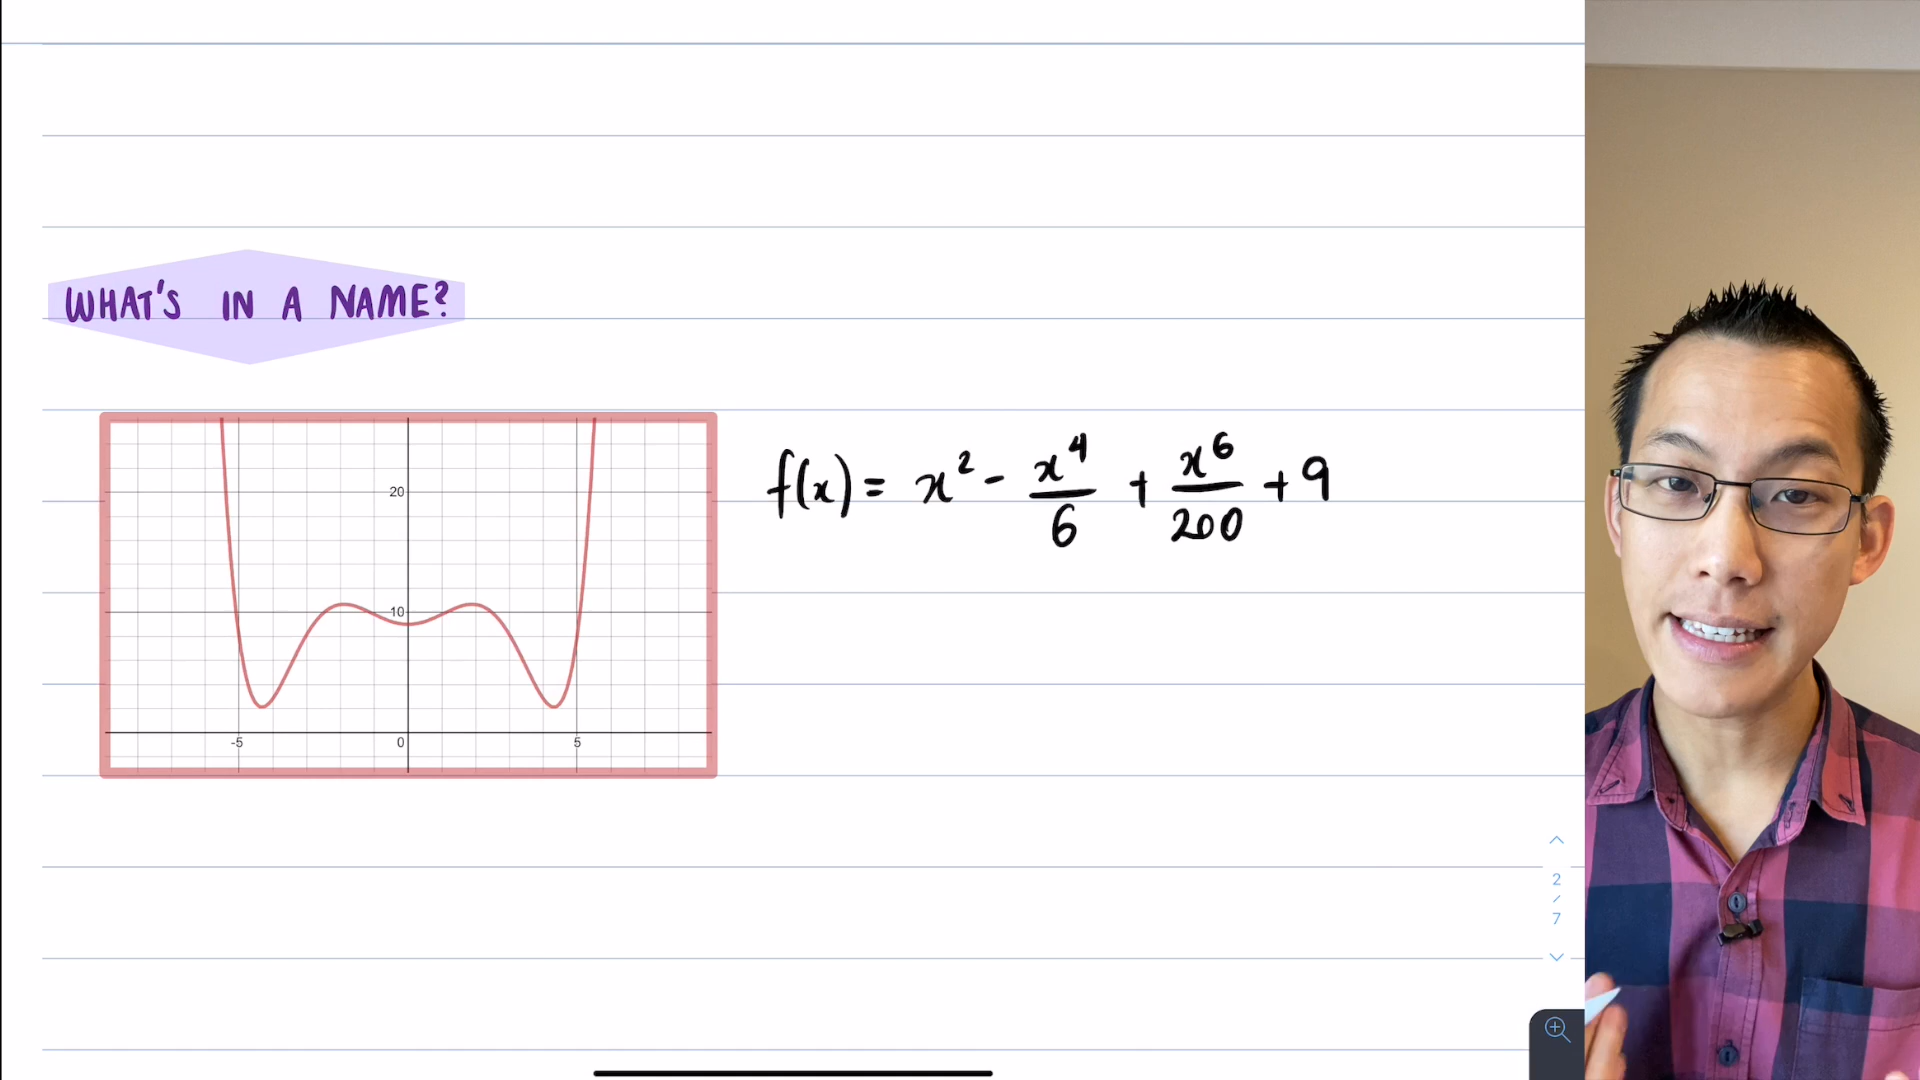 WHAT'S IN A NAME?
f(x) = x² - x⁴/6 + x⁶/200 + 9
20
10
-5 0 5
2
/
7